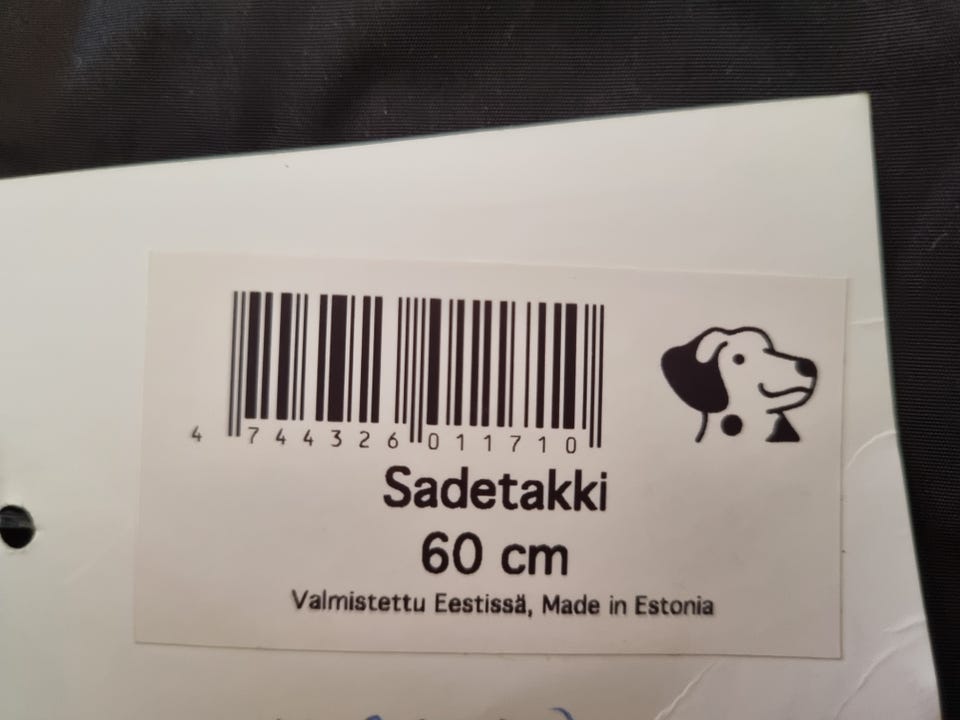 4 744326 011710
Sadetakki
60 cm
Valmistettu Eestissä, Made in Estonia